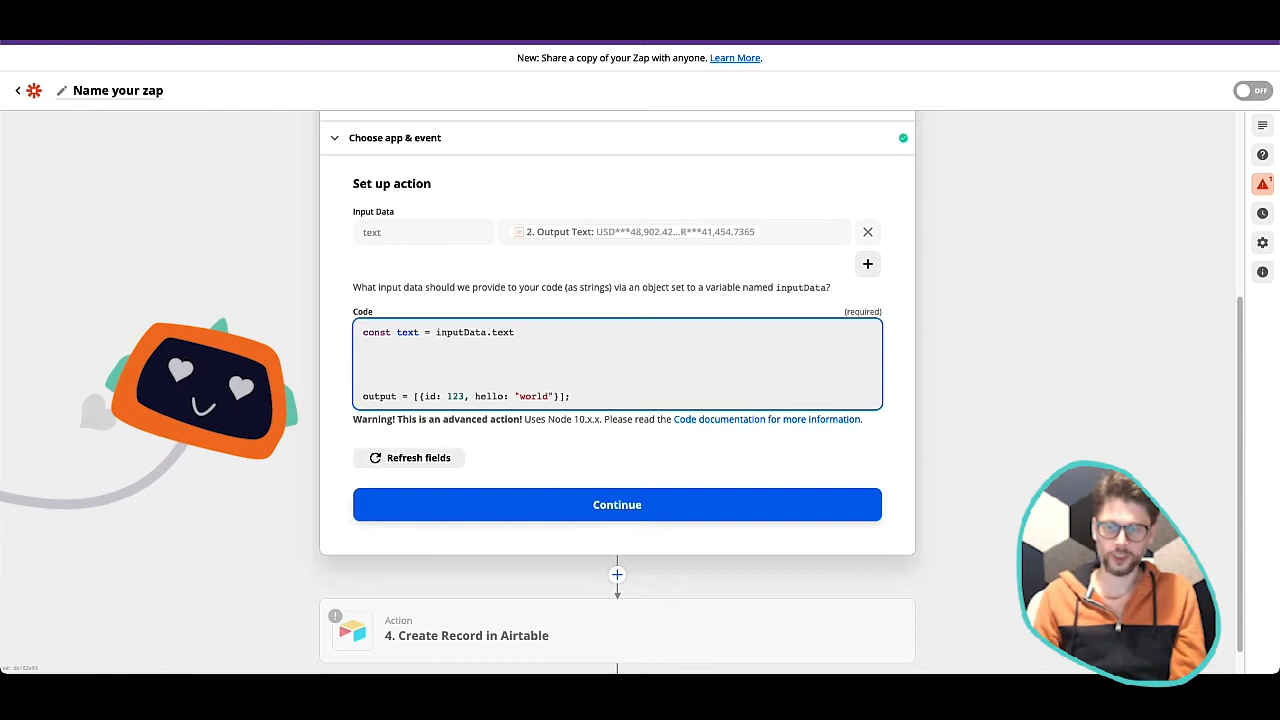 New: Share a copy of your Zap with anyone. Learn More.
Name your zap
OFF
Choose app & event
1
Set up action
Input Data
text
2. Output Text: USD***48,902.42...R***41,454.7365
What input data should we provide to your code (as strings) via an object set to a variable named inputData?
Code
(required)
const text = inputData.text
output = [{id: 123, hello: "world"}];
Warning! This is an advanced action! Uses Node 10.x.x. Please read the Code documentation for more information.
Refresh fields
Continue
Action
4. Create Record in Airtable